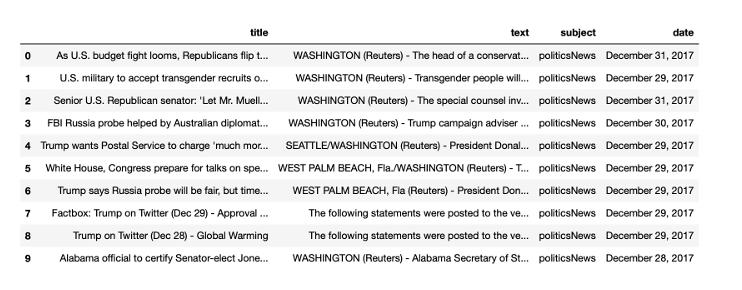 title text subject date
0 As U.S. budget fight looms, Republicans flip t... WASHINGTON (Reuters) - The head of a conservat... politicsNews December 31, 2017
1 U.S. military to accept transgender recruits o... WASHINGTON (Reuters) - Transgender people will... politicsNews December 29, 2017
2 Senior U.S. Republican senator: 'Let Mr. Muell... WASHINGTON (Reuters) - The special counsel inv... politicsNews December 31, 2017
3 FBI Russia probe helped by Australian diplomat... WASHINGTON (Reuters) - Trump campaign adviser ... politicsNews December 30, 2017
4 Trump wants Postal Service to charge 'much mor... SEATTLE/WASHINGTON (Reuters) - President Donal... politicsNews December 29, 2017
5 White House, Congress prepare for talks on spe... WEST PALM BEACH, Fla./WASHINGTON (Reuters) - T... politicsNews December 29, 2017
6 Trump says Russia probe will be fair, but time... WEST PALM BEACH, Fla (Reuters) - President Don... politicsNews December 29, 2017
7 Factbox: Trump on Twitter (Dec 29) - Approval ... The following statements were posted to the ve... politicsNews December 29, 2017
8 Trump on Twitter (Dec 28) - Global Warming The following statements were posted to the ve... politicsNews December 29, 2017
9 Alabama official to certify Senator-elect Jone... WASHINGTON (Reuters) - Alabama Secretary of St... politicsNews December 28, 2017